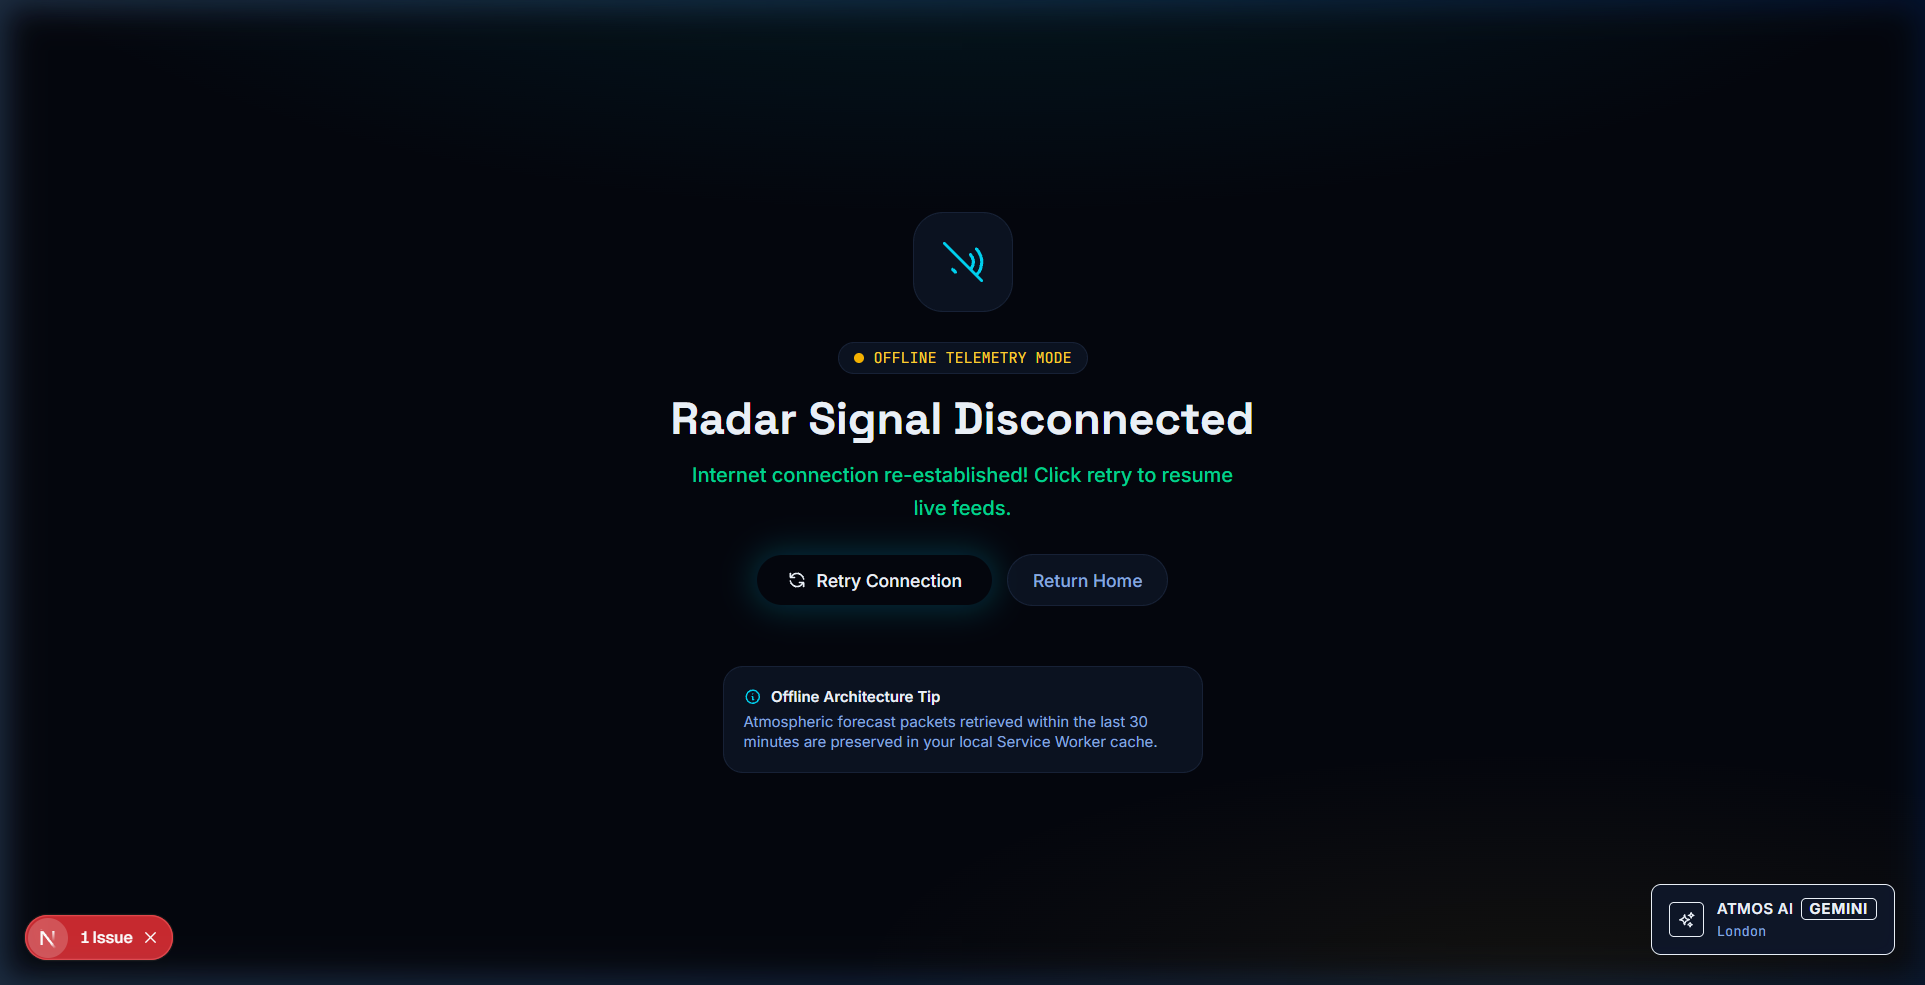 OFFLINE TELEMETRY MODE
Radar Signal Disconnected
Internet connection re-established! Click retry to resume
live feeds.
Retry Connection
Return Home
Offline Architecture Tip
Atmospheric forecast packets retrieved within the last 30
minutes are preserved in your local Service Worker cache.
N 1 Issue
ATMOS AI GEMINI
London